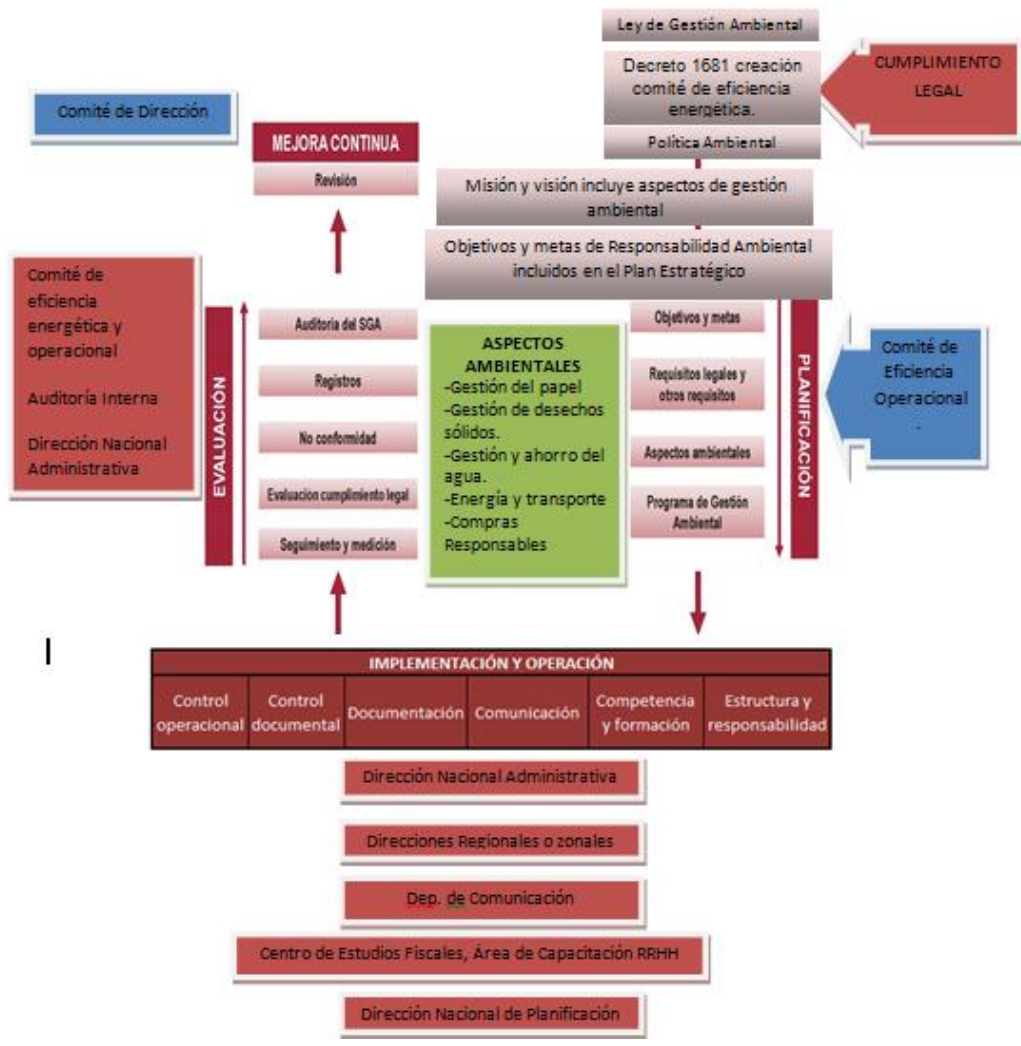 Ley de Gestión Ambiental
Decreto 1681 creación
comité de eficiencia
energética.
Política Ambiental
CUMPLIMIENTO
LEGAL
Comité de Dirección
MEJORA CONTINUA
Revisión
Misión y visión incluye aspectos de gestión
ambiental
Objetivos y metas de Responsabilidad Ambiental
incluidos en el Plan Estratégico
Comité de
eficiencia
energética y
operacional
Auditoría Interna
Dirección Nacional
Administrativa
EVALUACIÓN
Auditoria del SGA
Registros
No conformidad
Evaluacion cumplimiento legal
Seguimiento y medición
ASPECTOS
AMBIENTALES
-Gestión del papel
-Gestión de desechos
sólidos.
-Gestión y ahorro del
agua.
-Energía y transporte
-Compras
Responsables
Objetivos y metas
Requisitos legales y
otros requisitos
Aspectos ambientales
Programa de Gestión
Ambiental
PLANIFICACIÓN
Comité de
Eficiencia
Operacional
.
I
IMPLEMENTACIÓN Y OPERACIÓN
Control
operacional
Control
documental
Documentación
Comunicación
Competencia
y formación
Estructura y
responsabilidad
Dirección Nacional Administrativa
Direcciones Regionales o zonales
Dep. de Comunicación
Centro de Estudios Fiscales, Área de Capacitación RRHH
Dirección Nacional de Planificación